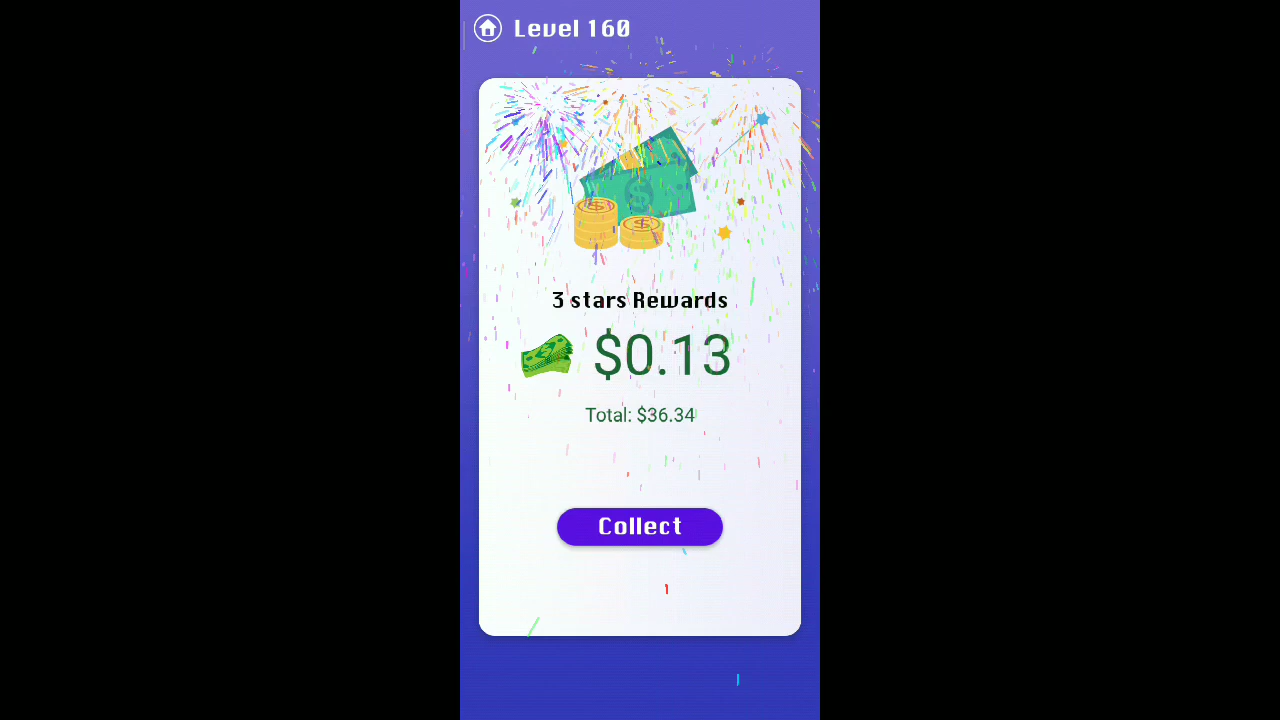 Level 160
3 stars Rewards
$0.13
Total: $36.34
Collect